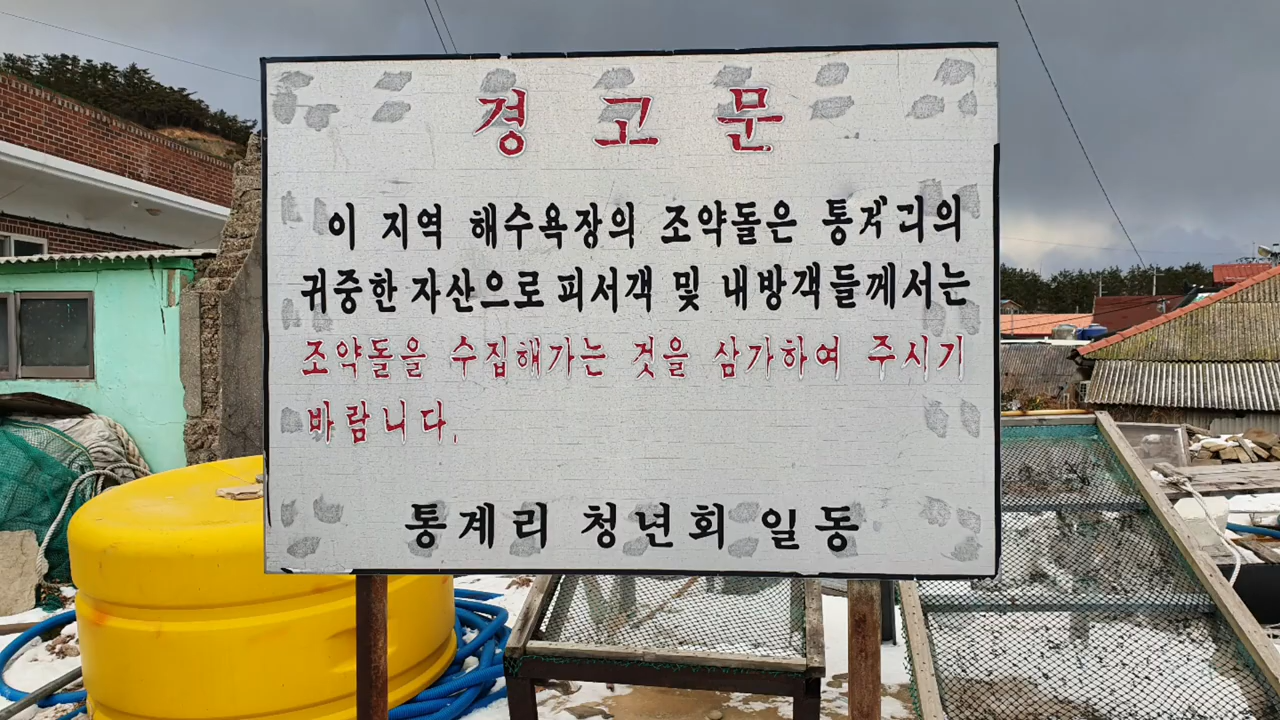 경고문
이 지역 해수욕장의 조약돌은 통계리의
귀중한 자산으로 피서객 및 내방객들께서는
조약돌을 수집해가는 것을 삼가하여 주시기
바랍니다.
통계리 청년회 일동